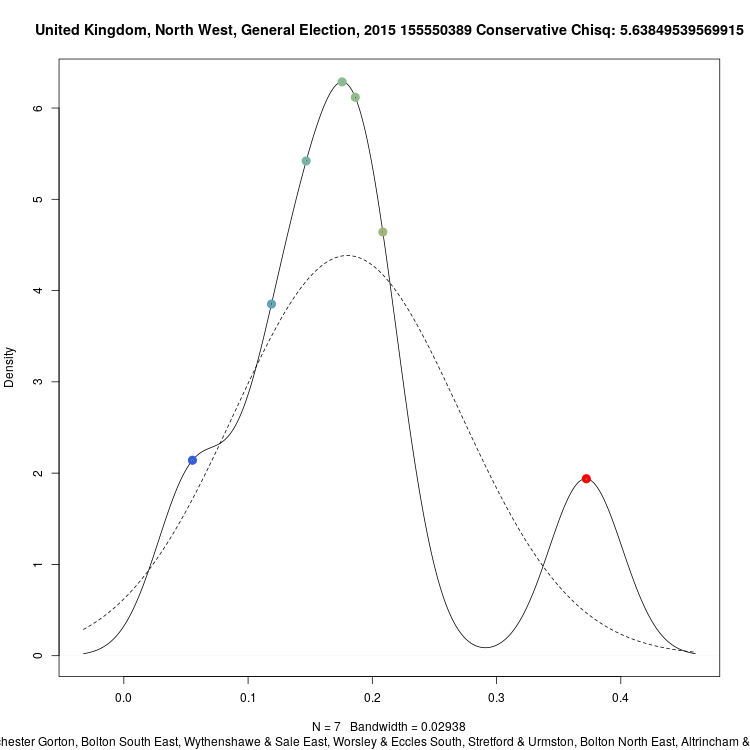 United Kingdom, North West, General Election, 2015 155550389 Conservative Chisq: 5.63849539569915
6
5
4
3
2
1
0
Density
0.0 0.1 0.2 0.3 0.4
N = 7 Bandwidth = 0.02938
Gorton, Bolton South East, Wythenshawe & Sale East, Worsley & Eccles South, Stretford & Urmston, Bolton North East, Altrincham &